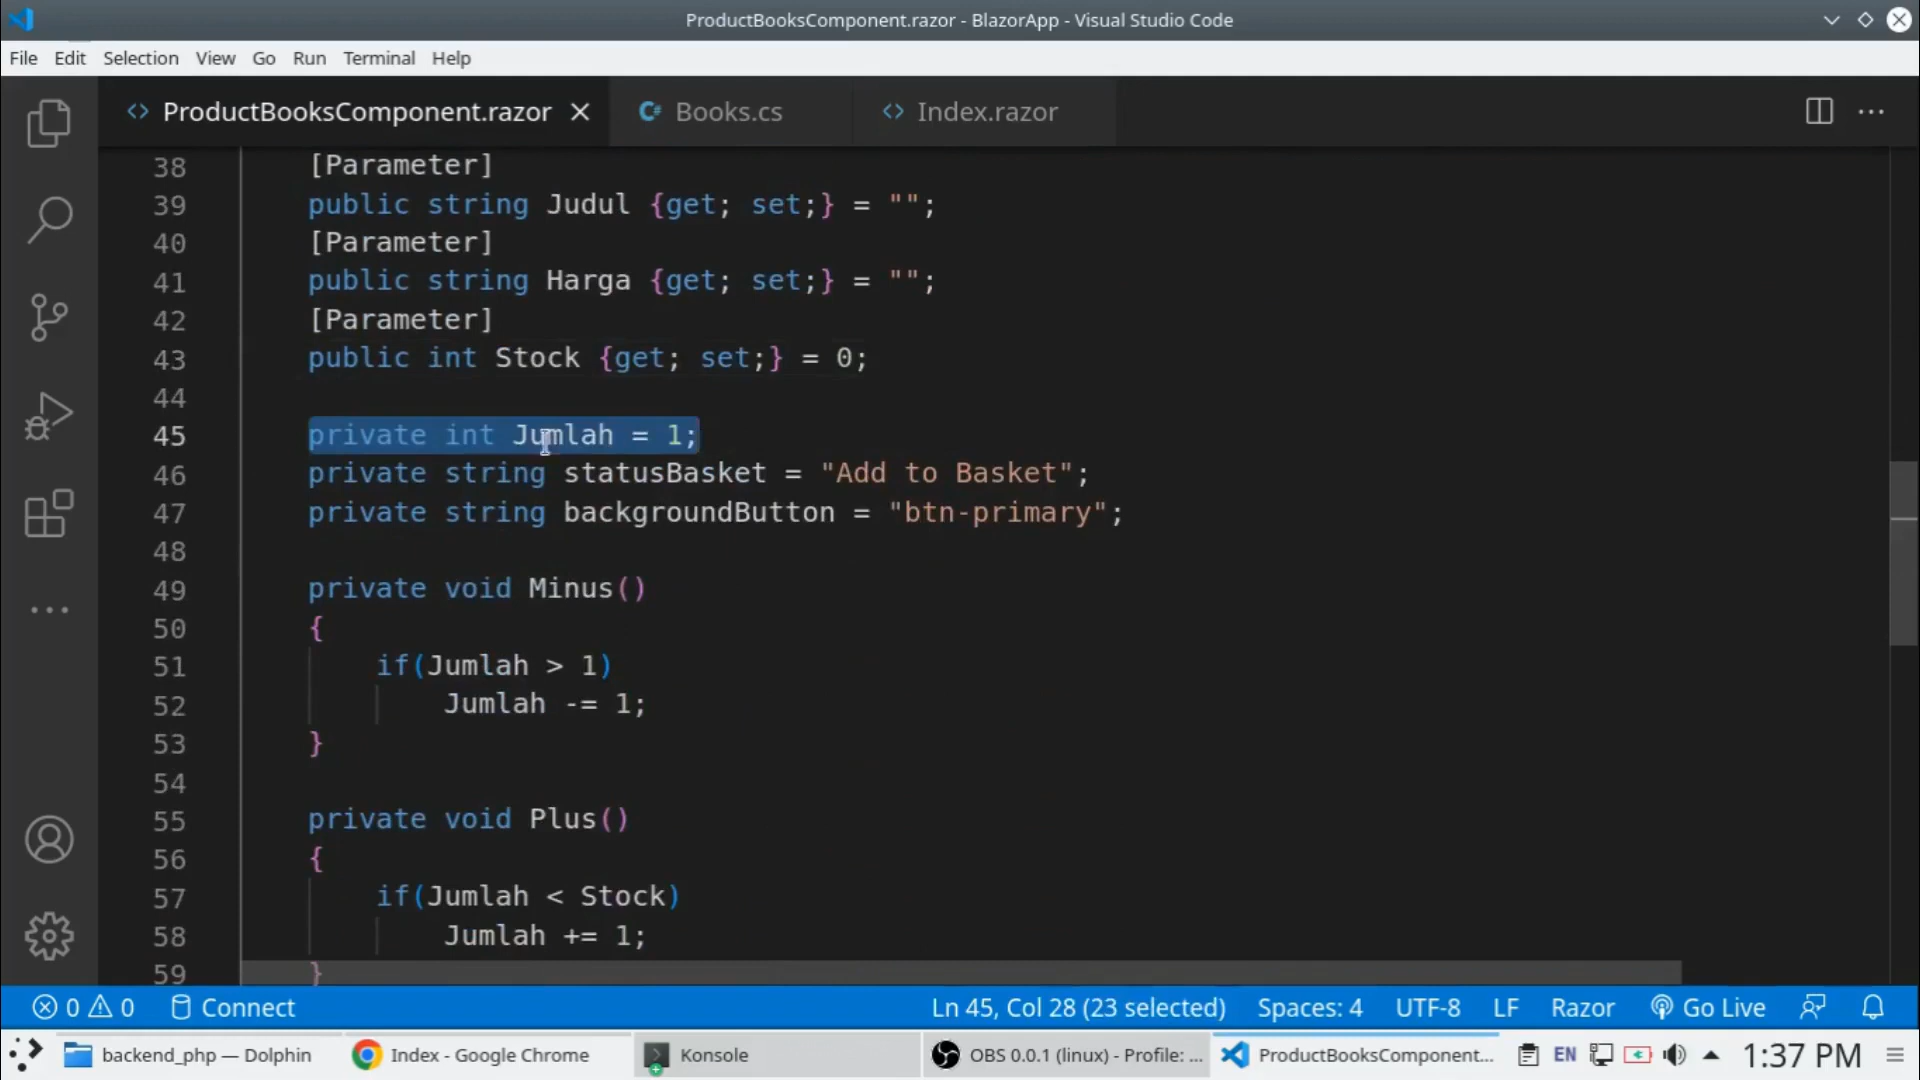 ProductBooksComponent.razor - BlazorApp - Visual Studio Code
File Edit Selection View Go Run Terminal Help
ProductBooksComponent.razor Books.cs Index.razor
38 [Parameter]
39 public string Judul {get; set;} = "";
40 [Parameter]
41 public string Harga {get; set;} = "";
42 [Parameter]
43 public int Stock {get; set;} = 0;
44
45 private int Jumlah = 1;
46 private string statusBasket = "Add to Basket";
47 private string backgroundButton = "btn-primary";
48
49 private void Minus()
50 {
51 if(Jumlah > 1)
52 Jumlah -= 1;
53 }
54
55 private void Plus()
56 {
57 if(Jumlah < Stock)
58 Jumlah += 1;
59 }
0 0 Connect Ln 45, Col 28 (23 selected) Spaces: 4 UTF-8 LF Razor Go Live
backend_php — Dolphin Index - Google Chrome Konsole OBS 0.0.1 (linux) - Profile: ... ProductBooksComponent... EN 1:37 PM